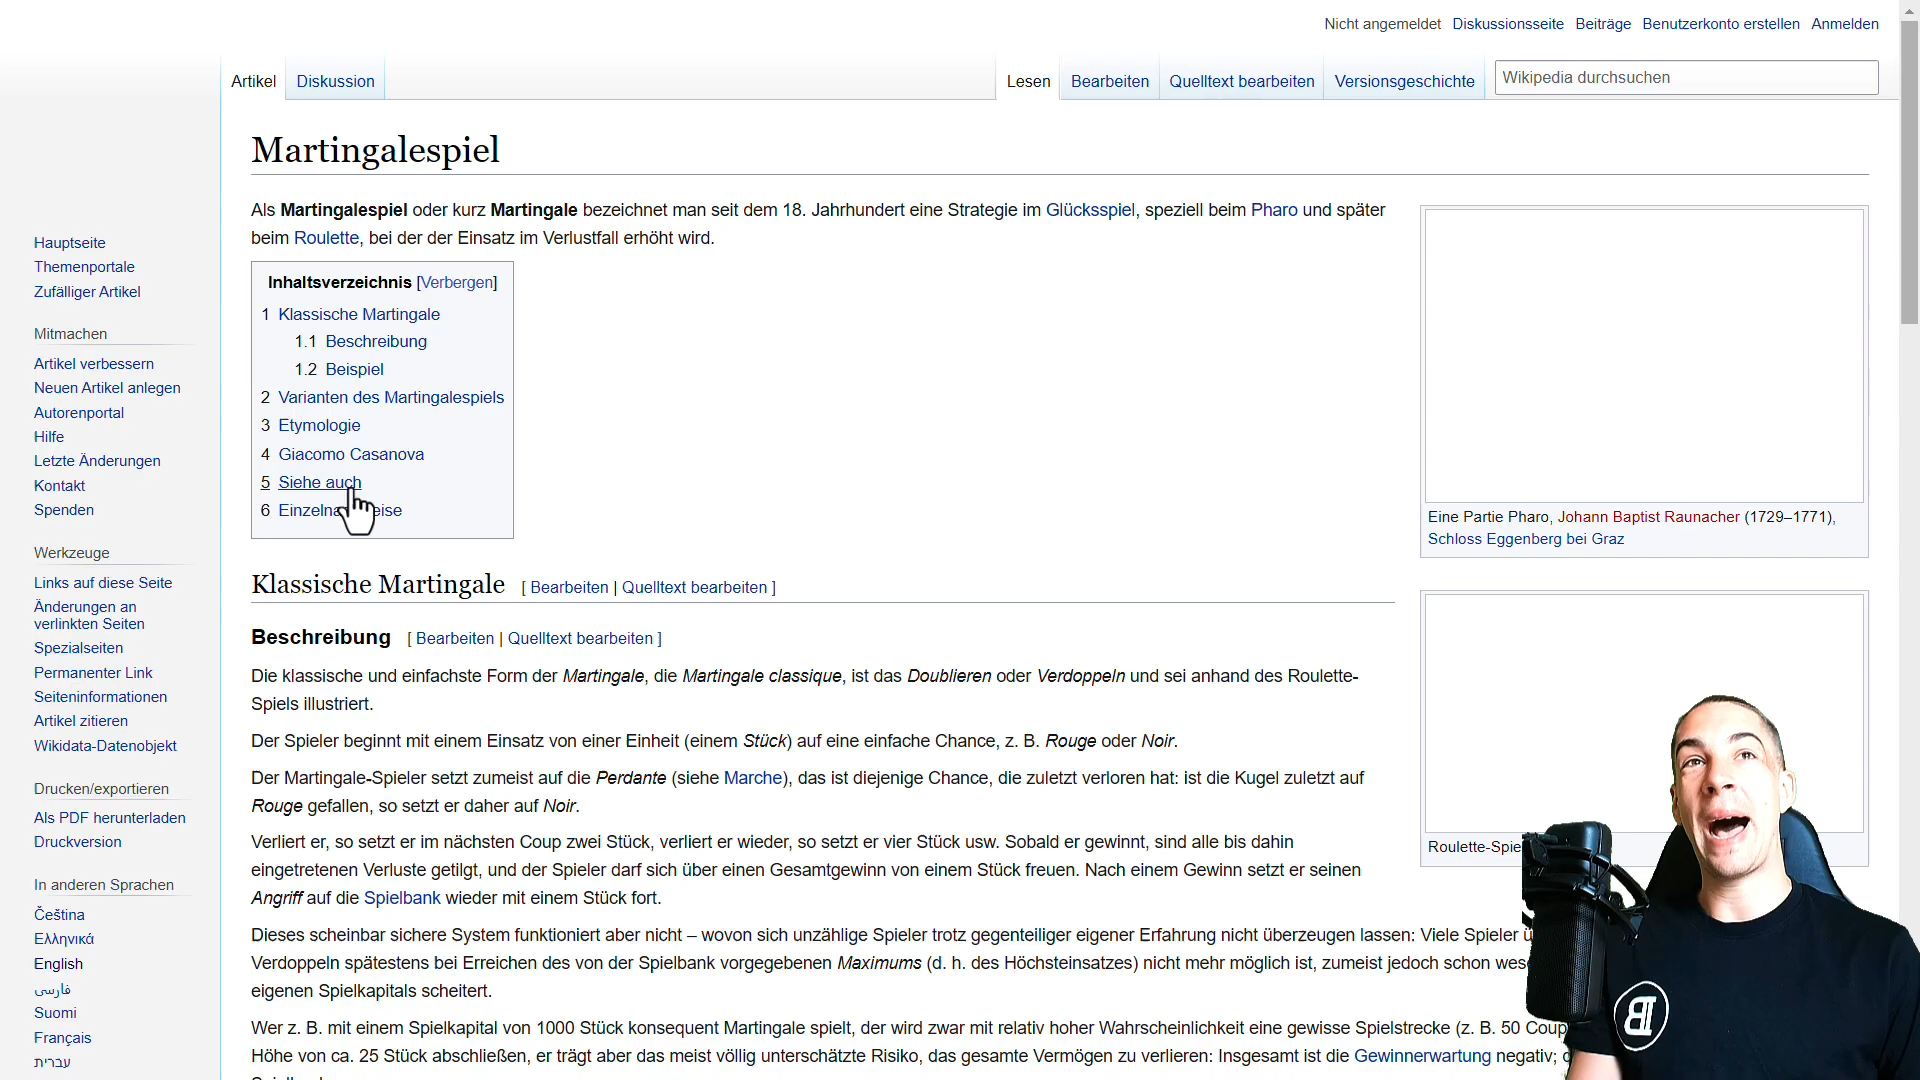 Nicht angemeldet Diskussionsseite Beiträge Benutzerkonto erstellen Anmelden
Artikel Diskussion Lesen Bearbeiten Quelltext bearbeiten Versionsgeschichte Wikipedia durchsuchen
Martingalespiel
Als Martingalespiel oder kurz Martingale bezeichnet man seit dem 18. Jahrhundert eine Strategie im Glücksspiel, speziell beim Pharo und später
beim Roulette, bei der der Einsatz im Verlustfall erhöht wird.
Inhaltsverzeichnis [Verbergen]
1 Klassische Martingale
1.1 Beschreibung
1.2 Beispiel
2 Varianten des Martingalespiels
3 Etymologie
4 Giacomo Casanova
5 Siehe auch
6
Eine Partie Pharo, Johann Baptist Raunacher (1729–1771),
Schloss Eggenberg bei Graz
Klassische Martingale [ Bearbeiten | Quelltext bearbeiten ]
Beschreibung [ Bearbeiten | Quelltext bearbeiten ]
Die klassische und einfachste Form der Martingale, die Martingale classique, ist das Doublieren oder Verdoppeln und sei anhand des Roulette-
Spiels illustriert.
Der Spieler beginnt mit einem Einsatz von einer Einheit (einem Stück) auf eine einfache Chance, z. B. Rouge oder Noir.
Der Martingale-Spieler setzt zumeist auf die Perdante (siehe Marche), das ist diejenige Chance, die zuletzt verloren hat: ist die Kugel zuletzt auf
Rouge gefallen, so setzt er daher auf Noir.
Verliert er, so setzt er im nächsten Coup zwei Stück, verliert er wieder, so setzt er vier Stück usw. Sobald er gewinnt, sind alle bis dahin
eingetretenen Verluste getilgt, und der Spieler darf sich über einen Gesamtgewinn von einem Stück freuen. Nach einem Gewinn setzt er seinen
Angriff auf die Spielbank wieder mit einem Stück fort.
Dieses scheinbar sichere System funktioniert aber nicht – wovon sich unzählige Spieler trotz gegenteiliger eigener Erfahrung nicht überzeugen lassen: Viele Spieler
Verdoppeln spätestens bei Erreichen des von der Spielbank vorgegebenen Maximums (d. h. des Höchsteinsatzes) nicht mehr möglich ist, zumeist jedoch schon
eigenen Spielkapitals scheitert.
Wer z. B. mit einem Spielkapital von 1000 Stück konsequent Martingale spielt, der wird zwar mit relativ hoher Wahrscheinlichkeit eine gewisse Spielstrecke (z. B. 50 Coup
Höhe von ca. 25 Stück abschließen, er trägt aber das meist völlig unterschätzte Risiko, das gesamte Vermögen zu verlieren: Insgesamt ist die Gewinnerwartung negativ;
Roulette-Spie
Hauptseite
Themenportale
Zufälliger Artikel
Mitmachen
Artikel verbessern
Neuen Artikel anlegen
Autorenportal
Hilfe
Letzte Änderungen
Kontakt
Spenden
Werkzeuge
Links auf diese Seite
Änderungen an
verlinkten Seiten
Spezialseiten
Permanenter Link
Seiteninformationen
Artikel zitieren
Wikidata-Datenobjekt
Drucken/exportieren
Als PDF herunterladen
Druckversion
In anderen Sprachen
Čeština
Ελληνικά
English
فارسی
Suomi
Français
עברית